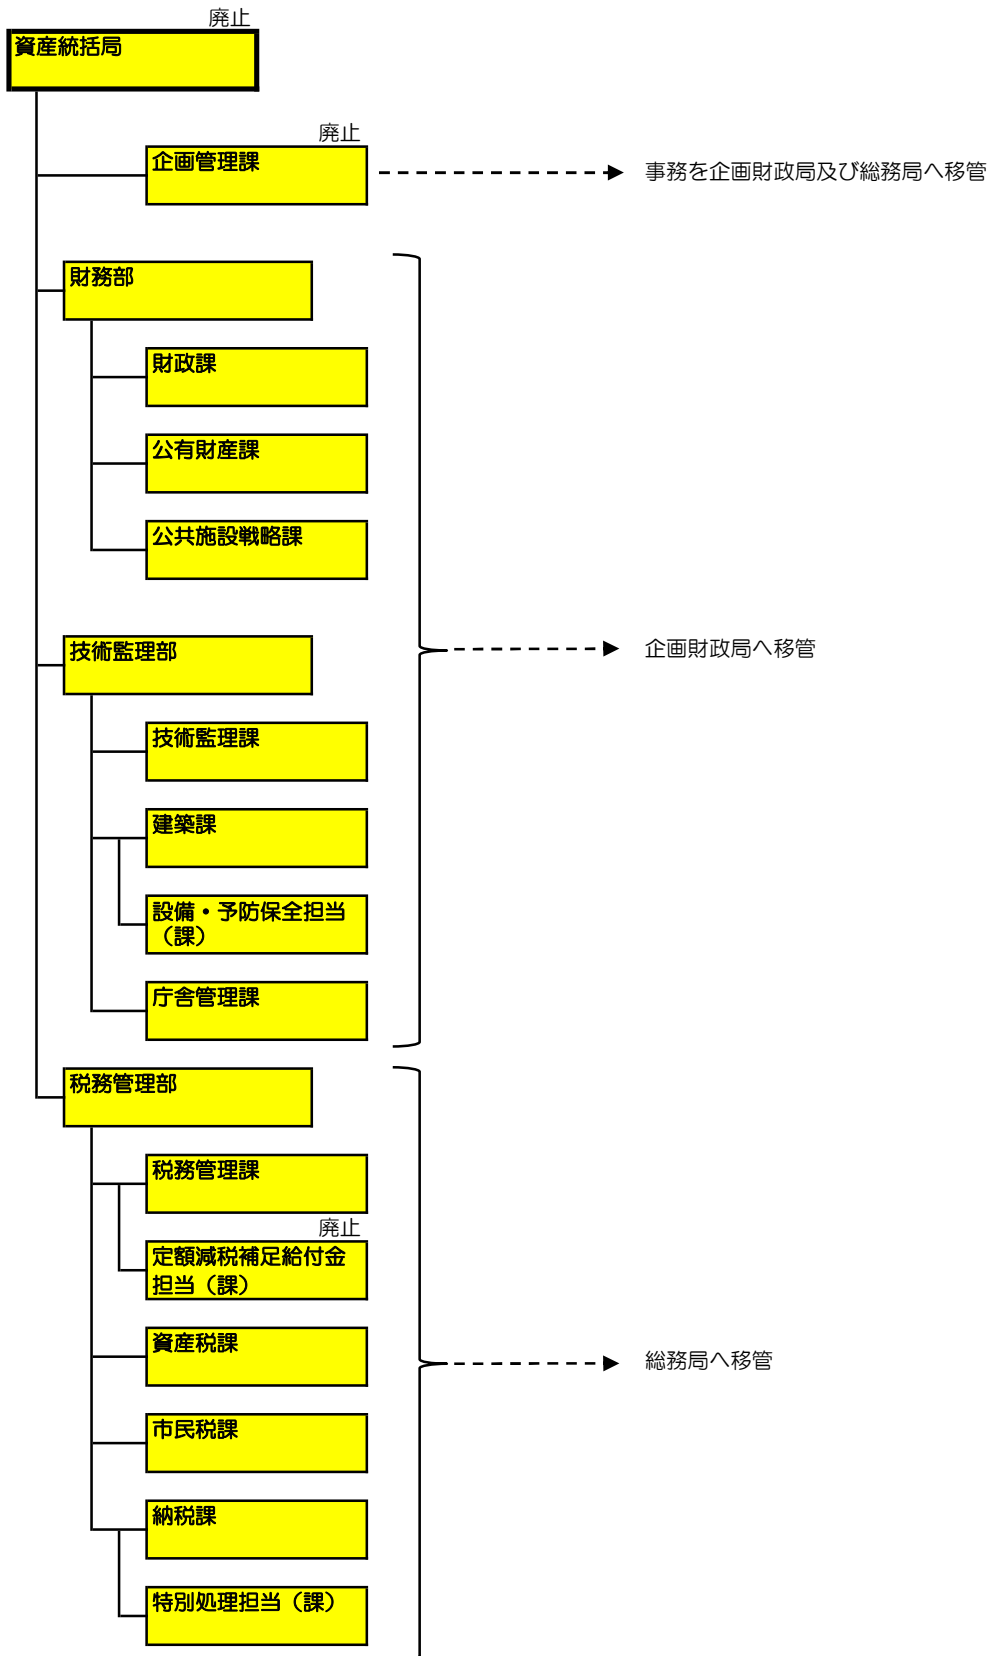 廃止
資産統括局
廃止
企画管理課
事務を企画財政局及び総務局へ移管
財務部
財政課
公有財産課
公共施設戦略課
技術監理部
企画財政局へ移管
技術監理課
建築課
設備・予防保全担当
（課）
庁舎管理課
税務管理部
税務管理課
廃止
定額減税補足給付金
担当（課）
資産税課
総務局へ移管
市民税課
納税課
特別処理担当（課）